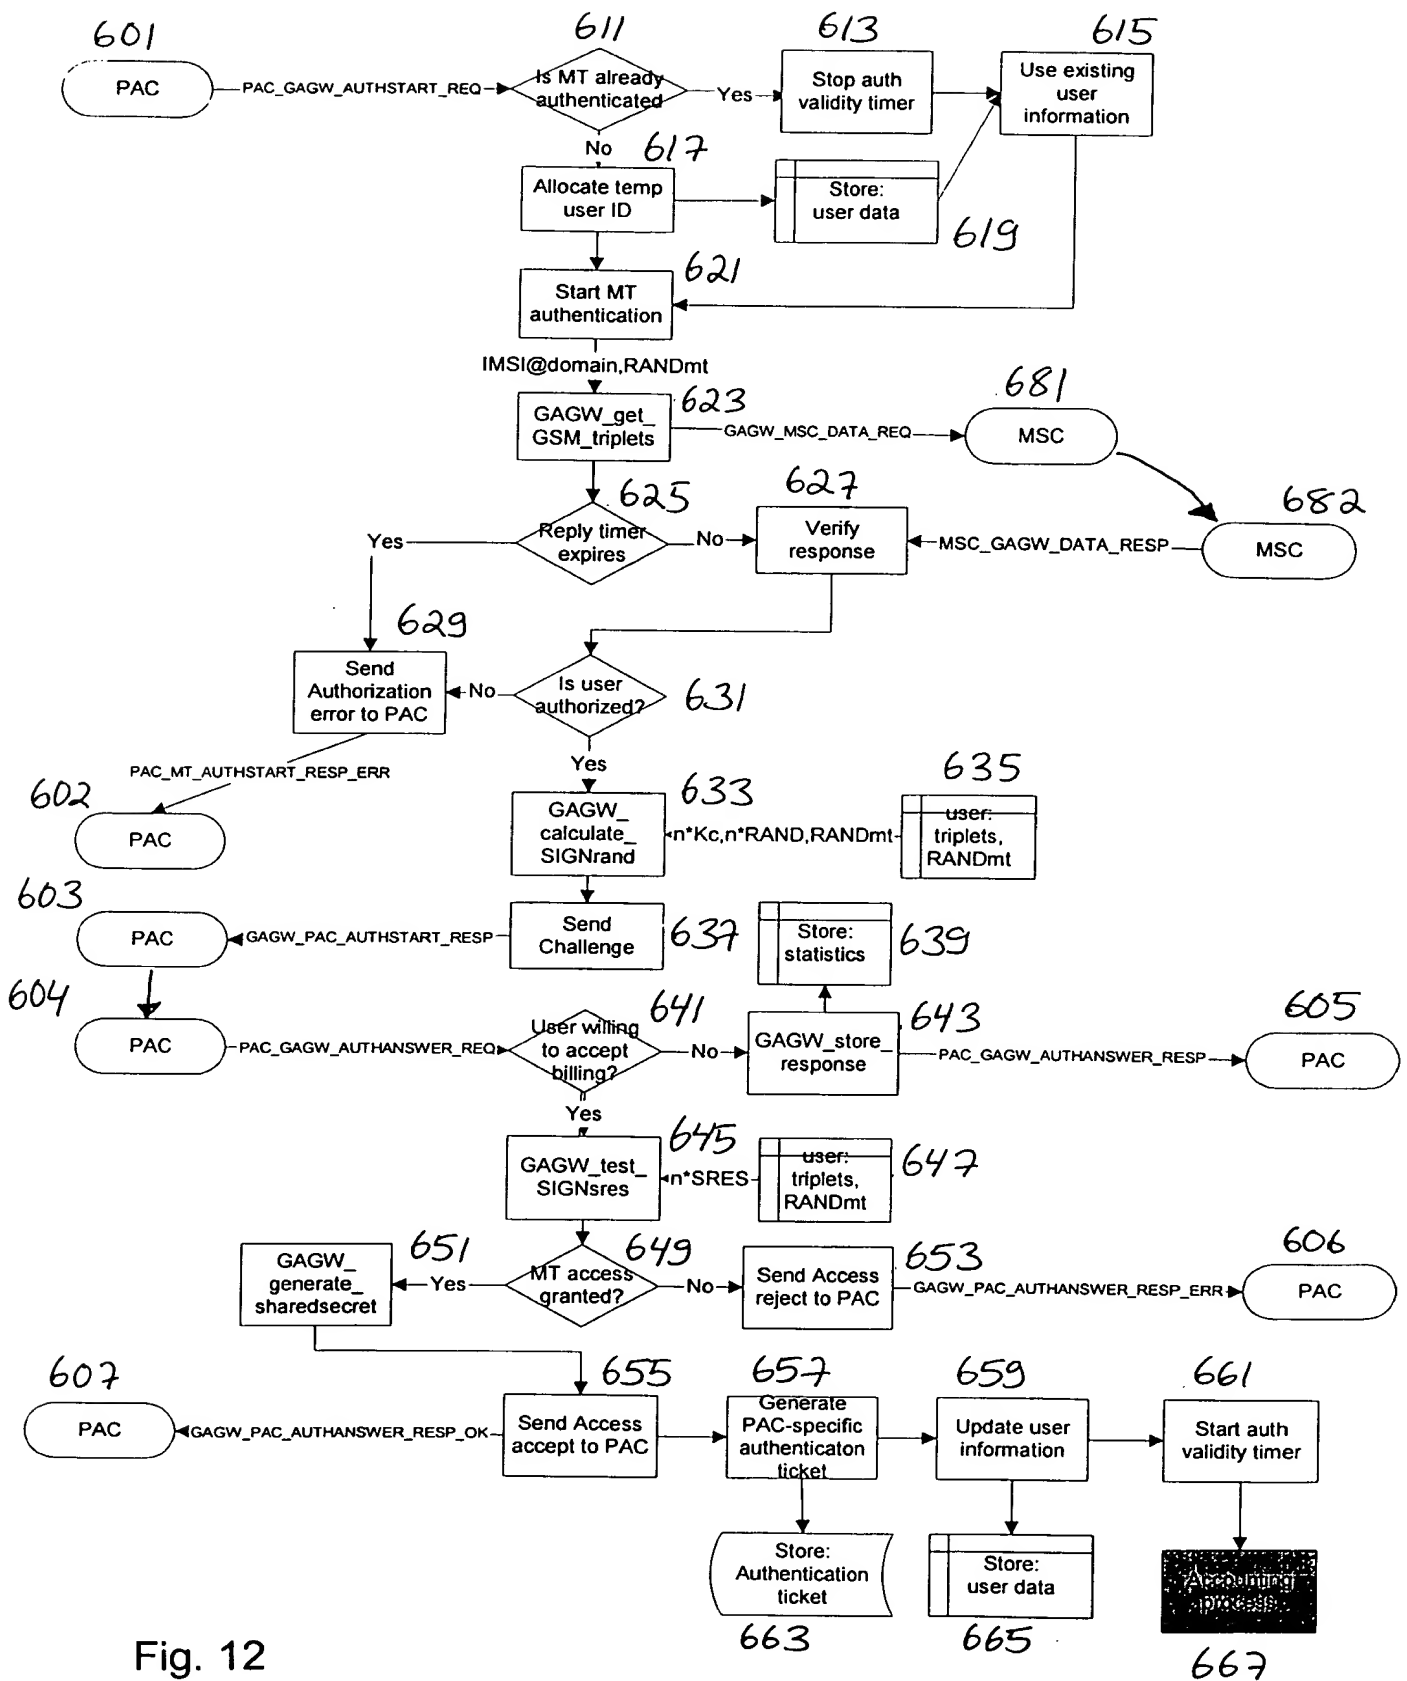 601
611
613
615
PAC
PAC_GAGW_AUTHSTART_REQ
Is MT already
authenticated
Yes
Stop auth
validity timer
Use existing
user
information
No
617
Allocate temp
user ID
Store:
user data
619
621
Start MT
authentication
IMSI@domain,RANDmt
GAGW_get_
GSM_triplets
623
GAGW_MSC_DATA_REQ
681
MSC
625
627
682
Yes
Reply timer
expires
No
Verify
response
MSC_GAGW_DATA_RESP
MSC
629
Send
Authorization
error to PAC
No
Is user
authorized?
631
Yes
PAC_MT_AUTHSTART_RESP_ERR
602
PAC
633
635
GAGW_
calculate_
SIGNrand
n*Kc,n*RAND,RANDmt
user:
triplets,
RANDmt
603
PAC
GAGW_PAC_AUTHSTART_RESP
Send
Challenge
637
Store:
statistics
639
604
PAC
PAC_GAGW_AUTHANSWER_REQ
User willing
to accept
billing?
641
No
GAGW_store_
response
643
PAC_GAGW_AUTHANSWER_RESP
605
PAC
Yes
645
GAGW_test_
SIGNsres
n*SRES
user:
triplets,
RANDmt
647
651
649
653
606
GAGW_
generate_
sharedsecret
Yes
MT access
granted?
No
Send Access
reject to PAC
GAGW_PAC_AUTHANSWER_RESP_ERR
PAC
607
655
657
659
661
PAC
GAGW_PAC_AUTHANSWER_RESP_OK
Send Access
accept to PAC
Generate
PAC-specific
authenticaton
ticket
Update user
information
Start auth
validity timer
Store:
Authentication
ticket
Store:
user data
Accounting
process
663
665
667
Fig. 12